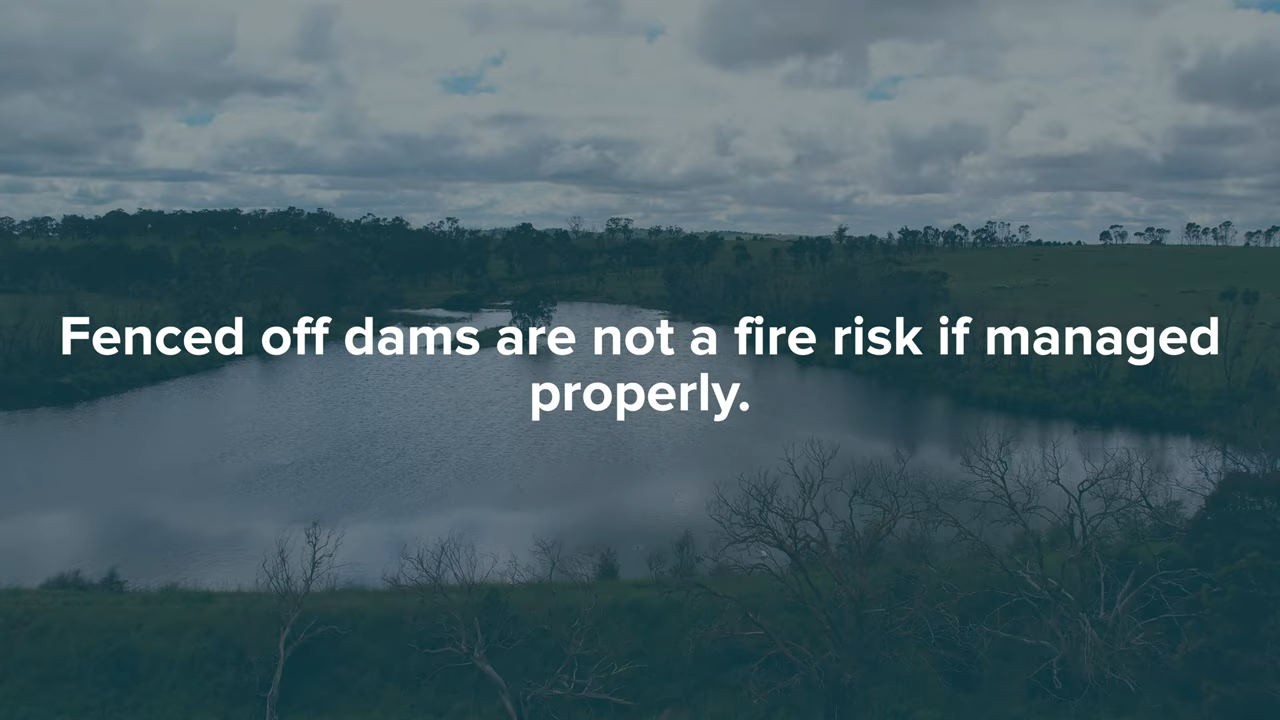 Fenced off dams are not a fire risk if managed
properly.